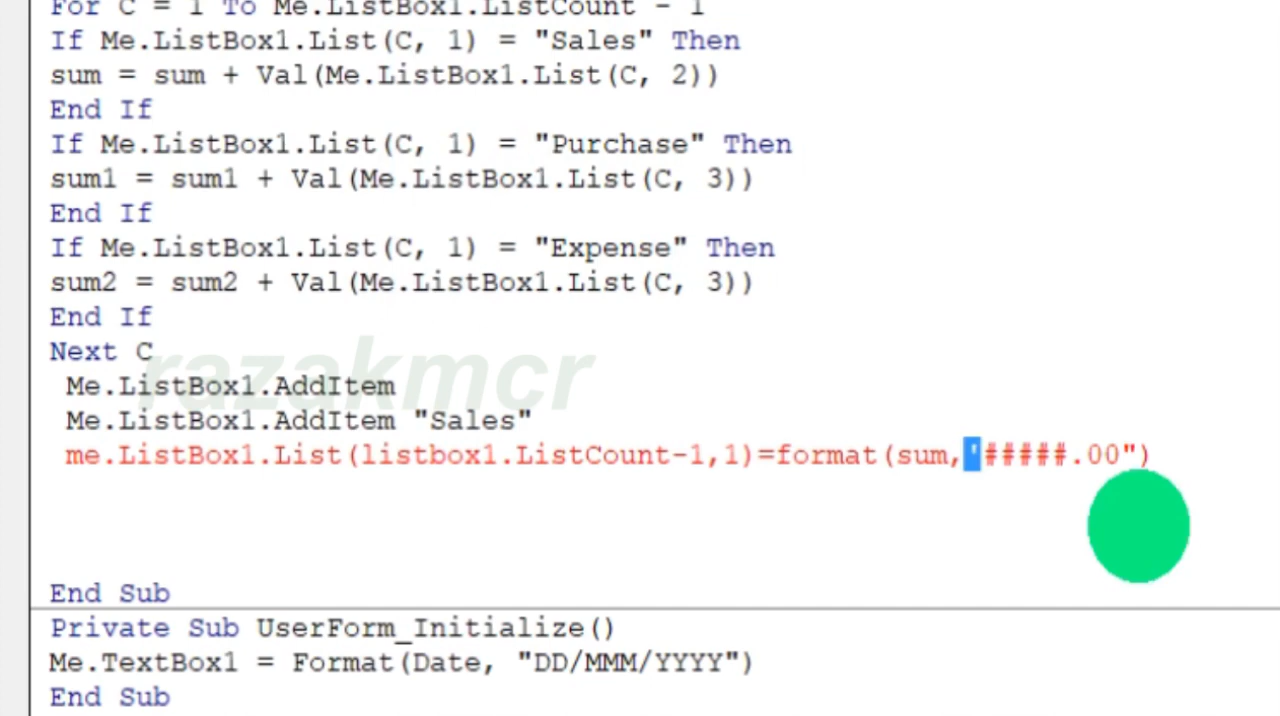 For C = 1 To Me.ListBox1.ListCount - 1
If Me.ListBox1.List(C, 1) = "Sales" Then
sum = sum + Val(Me.ListBox1.List(C, 2))
End If
If Me.ListBox1.List(C, 1) = "Purchase" Then
sum1 = sum1 + Val(Me.ListBox1.List(C, 3))
End If
If Me.ListBox1.List(C, 1) = "Expense" Then
sum2 = sum2 + Val(Me.ListBox1.List(C, 3))
End If
Next C
razakmcr
Me.ListBox1.AddItem
Me.ListBox1.AddItem "Sales"
me.ListBox1.List(listbox1.ListCount-1,1)=format(sum,'#####.00")
End Sub
Private Sub UserForm_Initialize()
Me.TextBox1 = Format(Date, "DD/MMM/YYYY")
End Sub